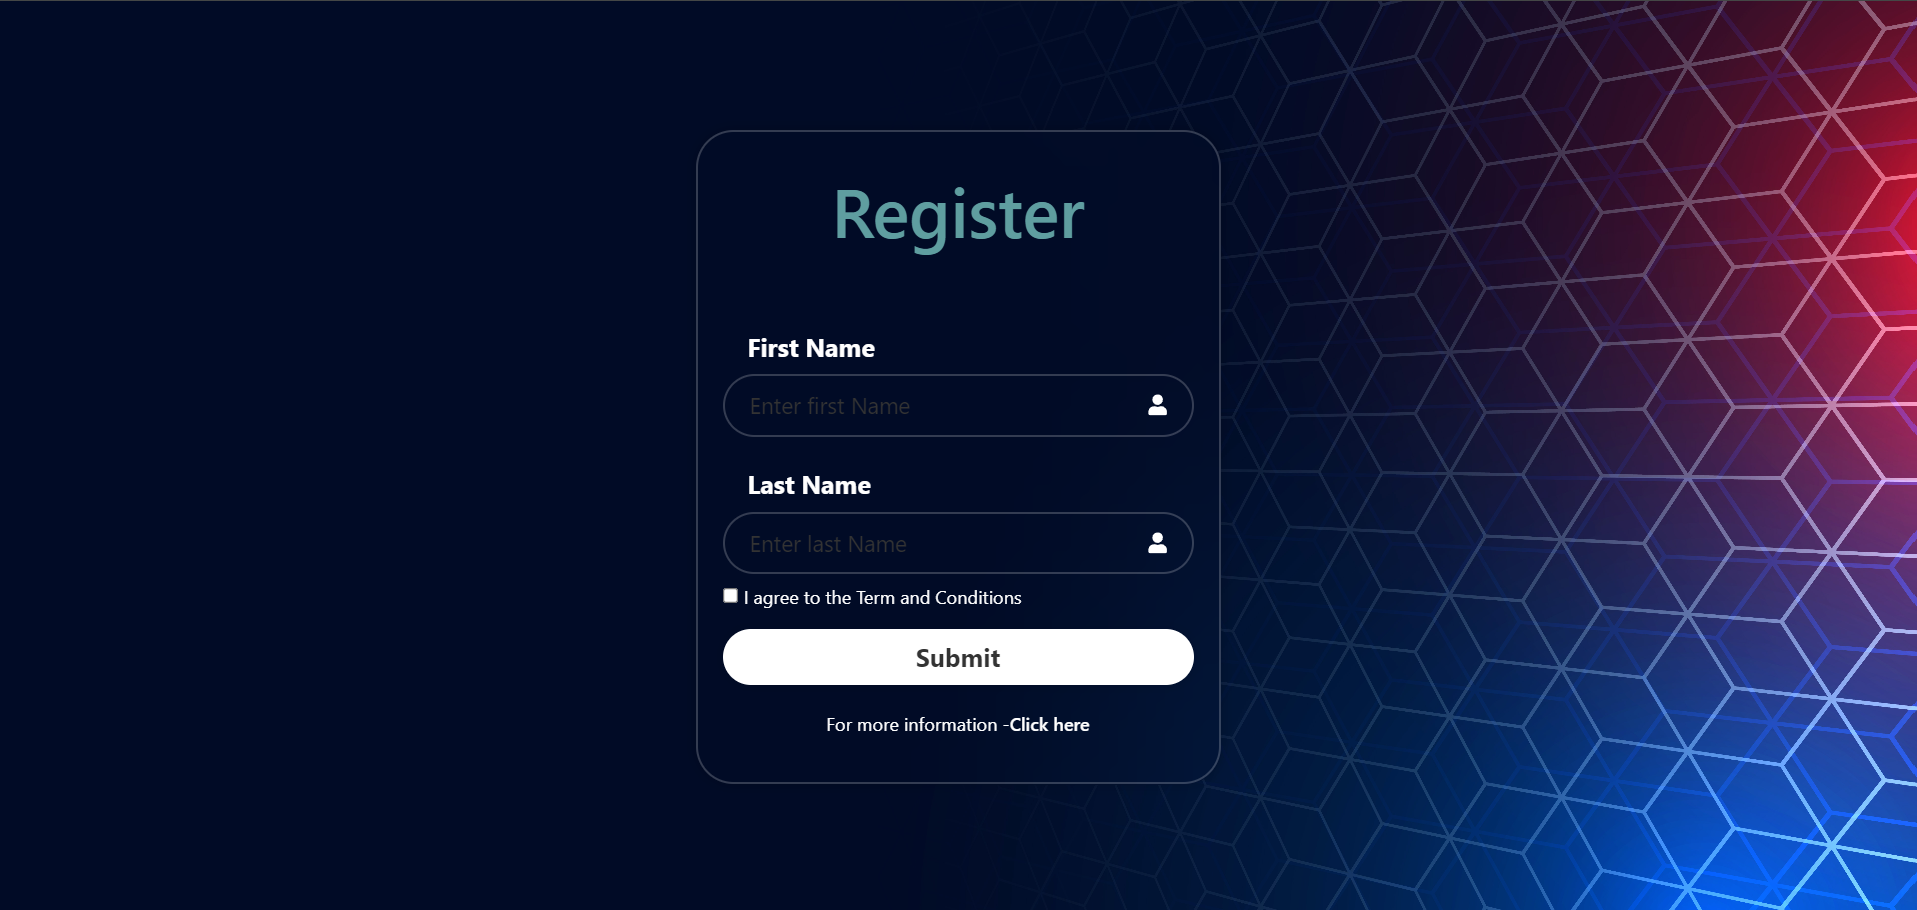 Register
First Name
Enter first Name
Last Name
Enter last Name
I agree to the Term and Conditions
Submit
For more information -Click here